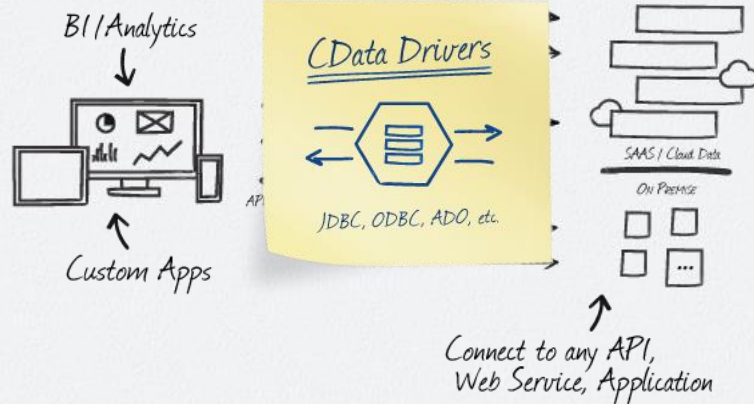 BI / Analytics
Custom Apps
CData Drivers
JDBC, ODBC, ADO, etc.
SAAS / Cloud Data
ON PREMISE
...
Connect to any API,
Web Service, Application